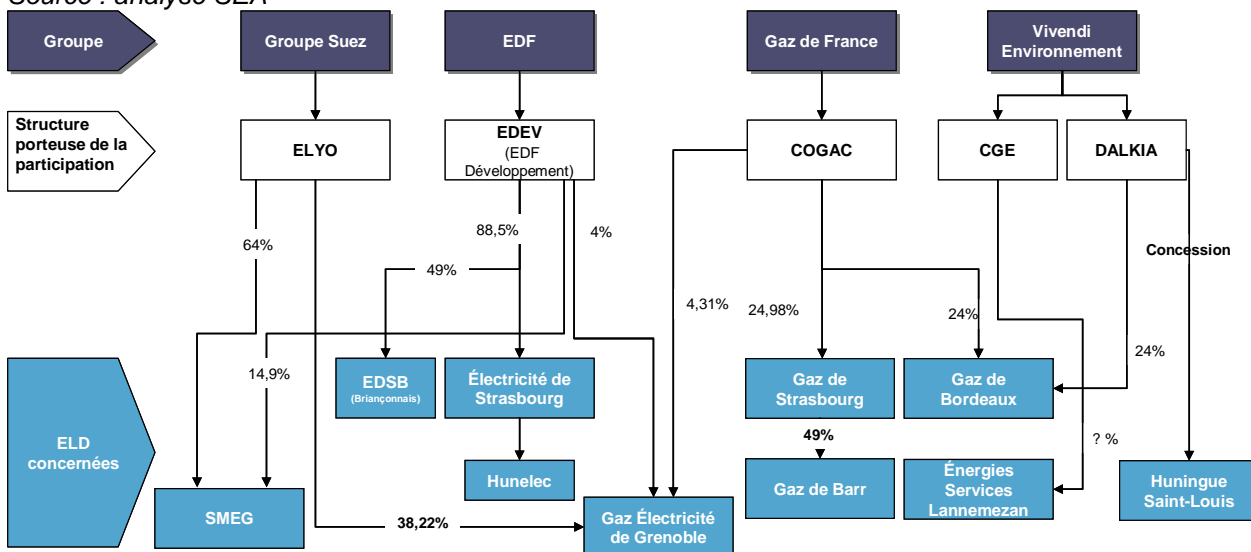 Source : analyse SEA
Groupe
Groupe Suez
EDF
Gaz de France
Vivendi
Environnement
Structure
porteuse de la
participation
ELYO
EDEV
(EDF
Développement)
COGAC
CGE
DALKIA
64%
88,5%
4%
49%
Concession
4,31%
24,98%
24%
24%
14,9%
ELD
concernées
EDSB
(Briançonnais)
Électricité de
Strasbourg
Gaz de
Strasbourg
Gaz de
Bordeaux
49%
? %
Hunelec
Gaz de Barr
Énergies
Services
Lannemezan
Huningue
Saint-Louis
SMEG
38,22%
Gaz Électricité
de Grenoble